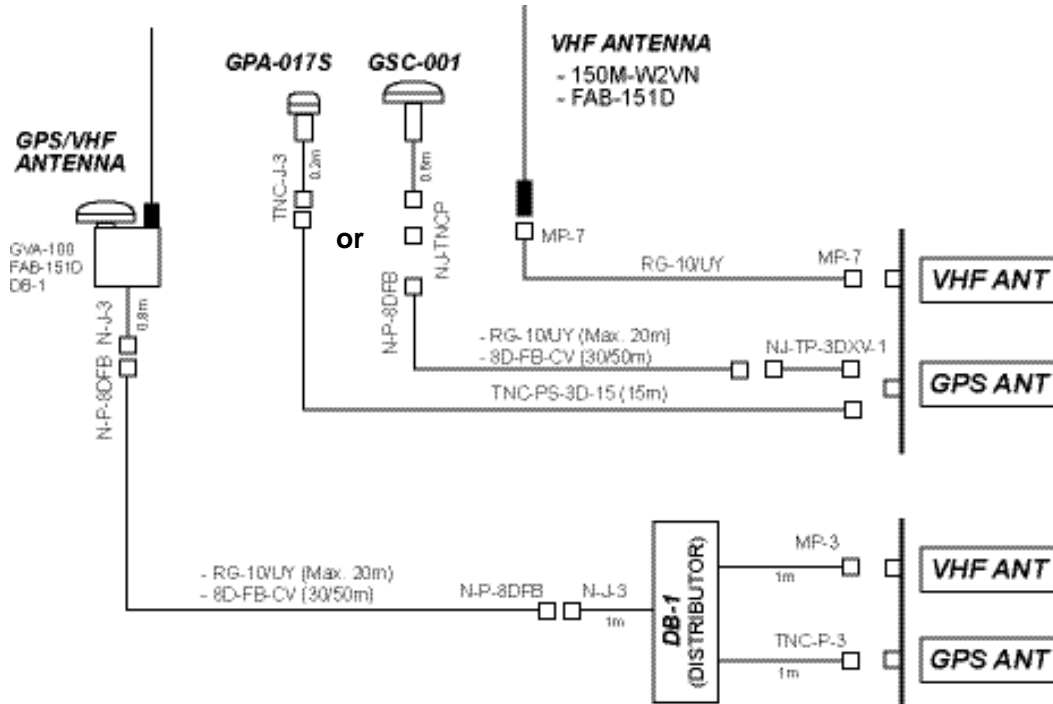 GPA-017S
GSC-001
VHF ANTENNA
- 150M-W2VN
- FAB-151D
GPS/VHF
ANTENNA
TNC-J-3
0.2m
0.6m
or
NJ-TNCP
MP-7
RG-10/UY
MP-7
VHF ANT
GVA-100
FAB-151D
DB-1
N-J-3
0.8m
N-P-8DFB
N-P-8DFB
- RG-10/UY (Max. 20m)
- 8D-FB-CV (30/50m)
NJ-TP-3DXV-1
TNC-PS-3D-15 (15m)
GPS ANT
- RG-10/UY (Max. 20m)
- 8D-FB-CV (30/50m)
N-P-8DFB
N-J-3
1m
DB-1
(DISTRIBUTOR)
MP-3
1m
VHF ANT
TNC-P-3
1m
GPS ANT